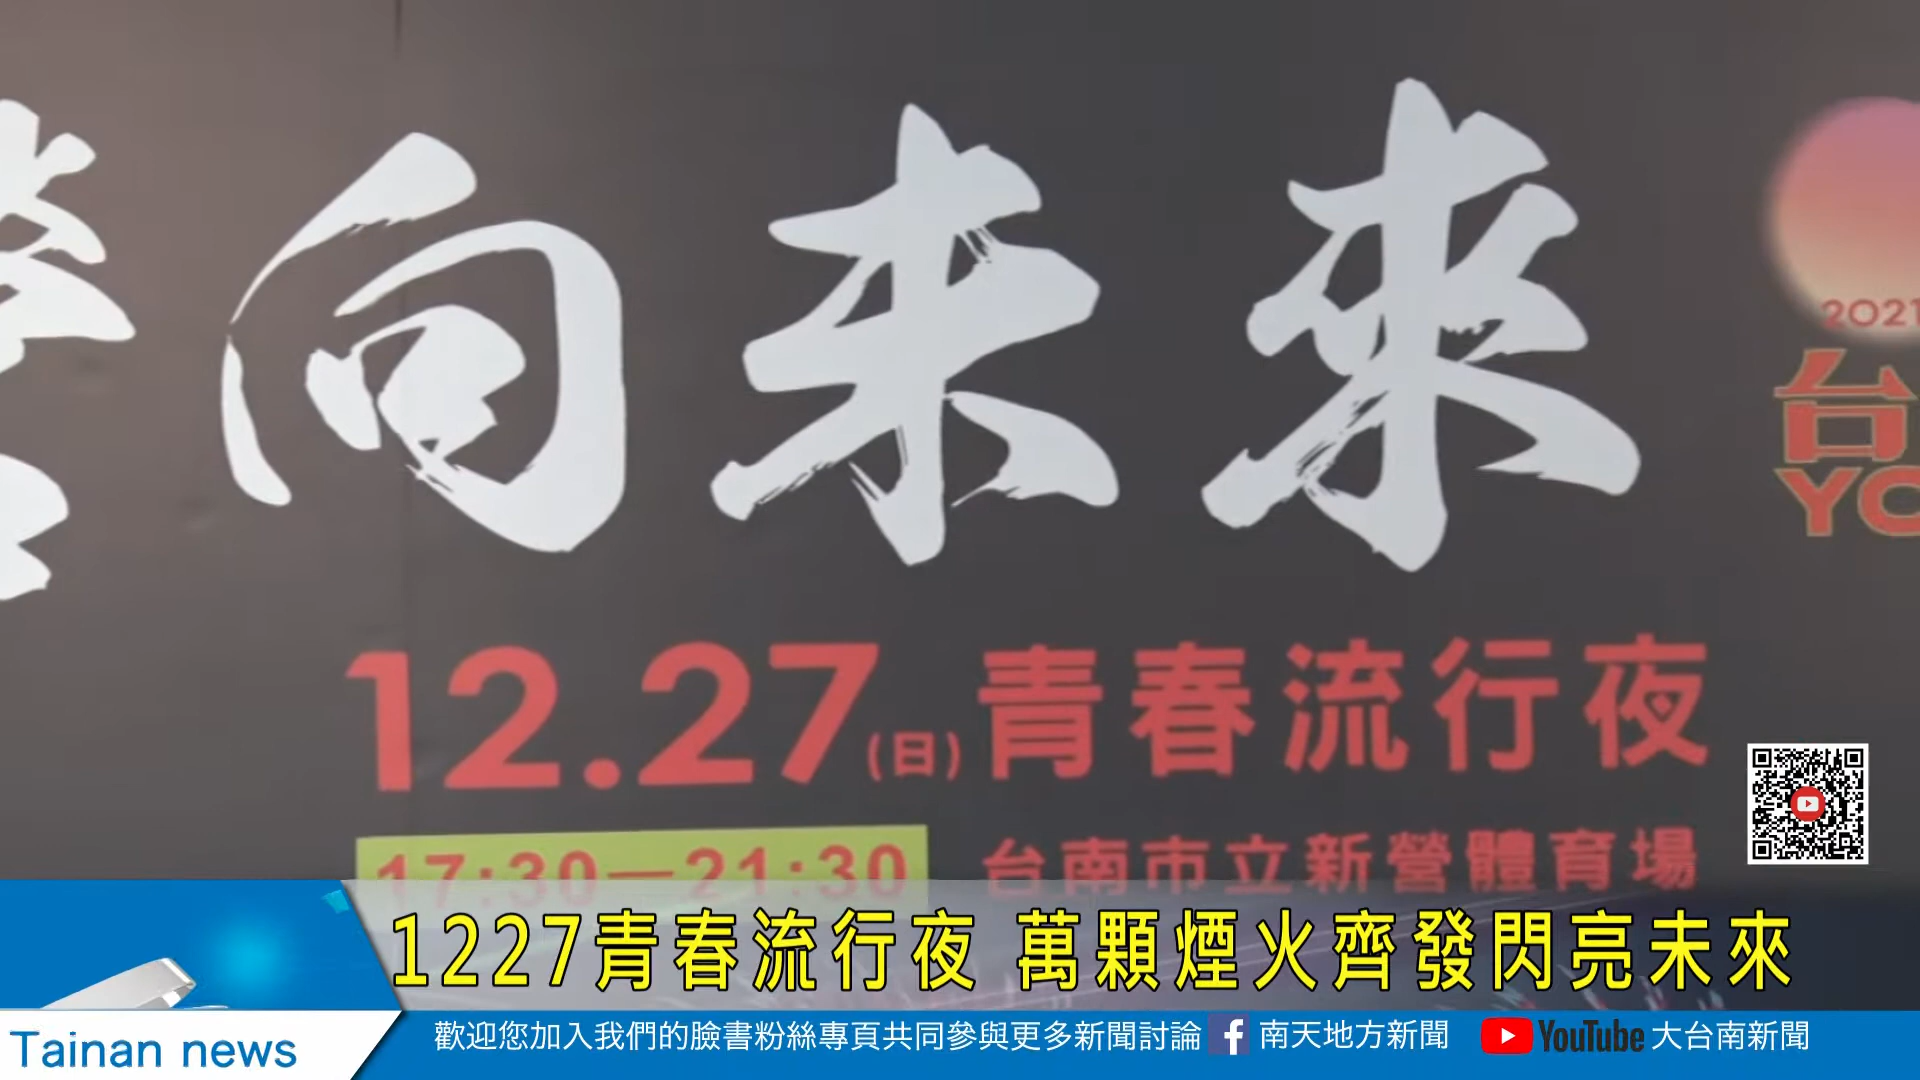 向未來
2021
台
YO
12.27(日)青春流行夜
17:30—21:30 台南市立新營體育場
1227青春流行夜 萬顆煙火齊發閃亮未來
Tainan news
歡迎您加入我們的臉書粉絲專頁共同參與更多新聞討論 南天地方新聞 YouTube 大台南新聞